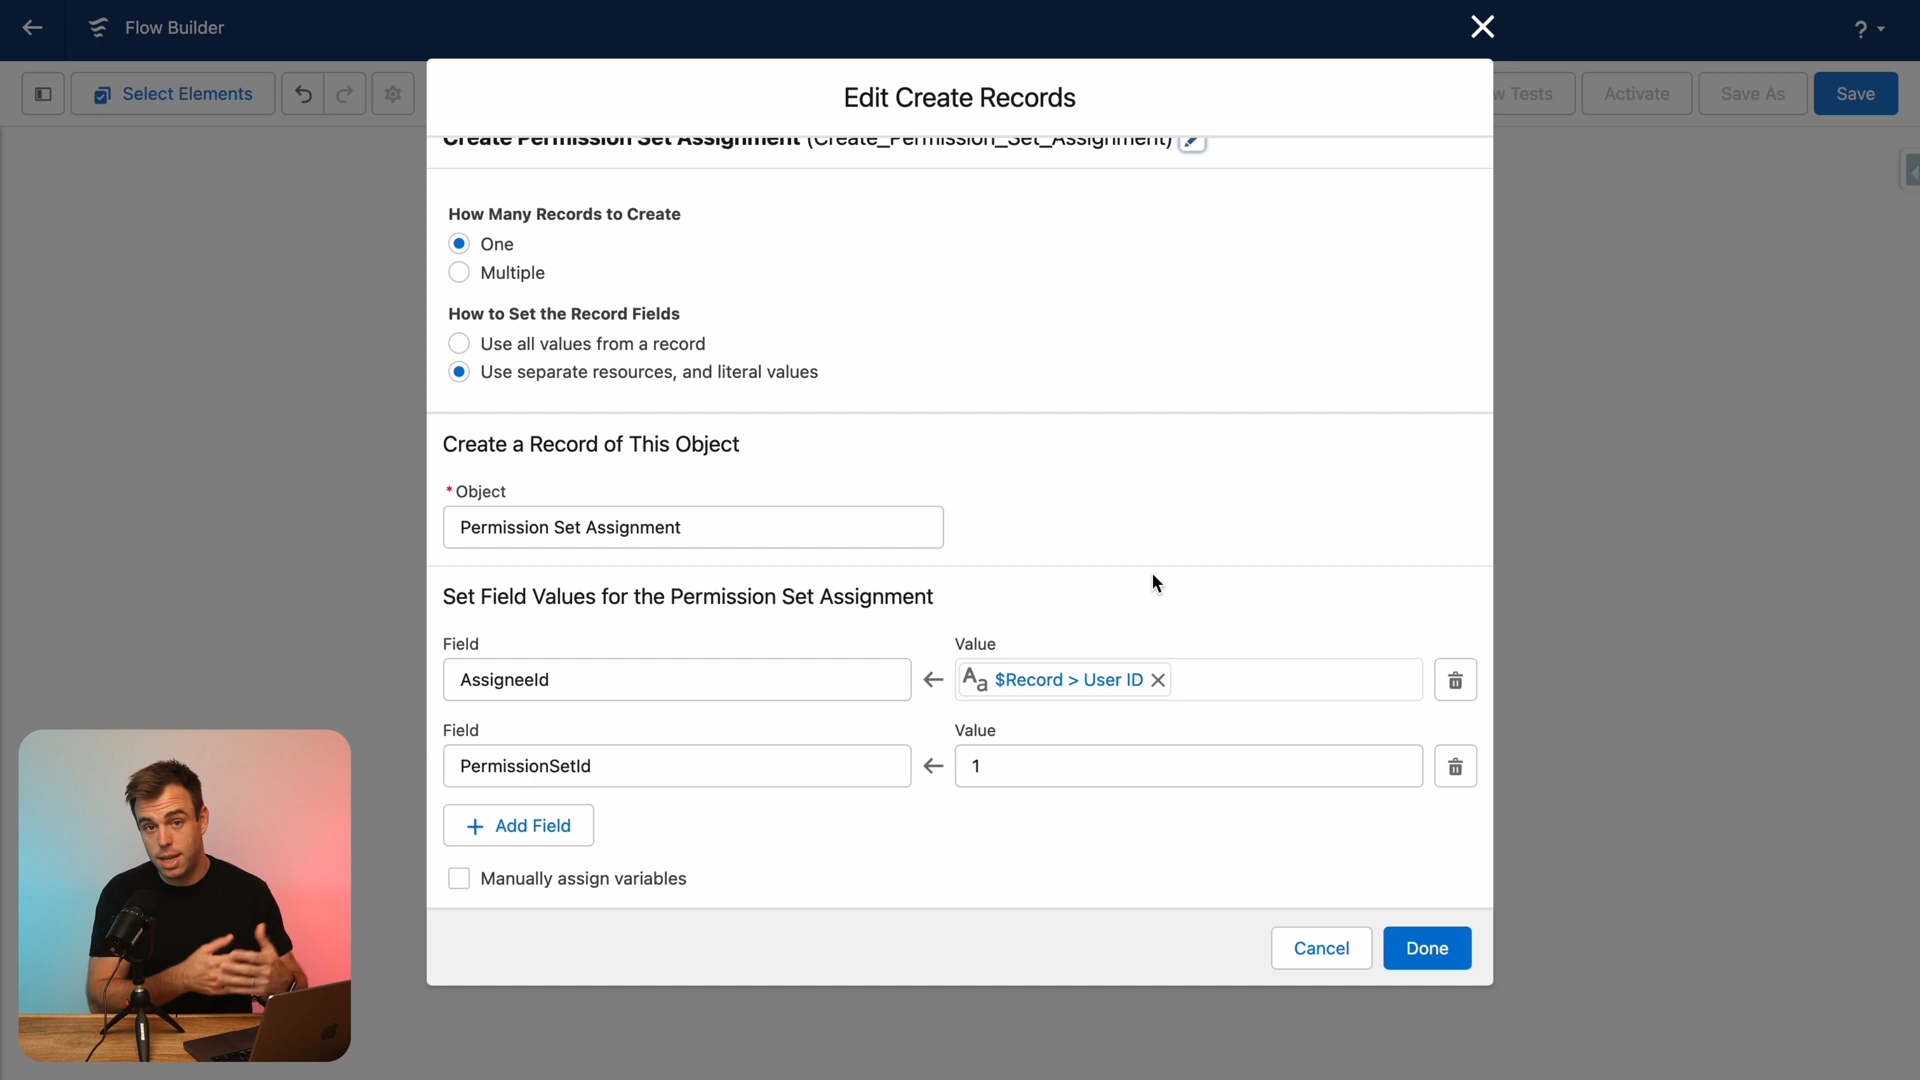 Flow Builder
?
Select Elements
w Tests
Activate
Save As
Save
Edit Create Records
Create Permission Set Assignment (Create_Permission_Set_Assignment)
How Many Records to Create
One
Multiple
How to Set the Record Fields
Use all values from a record
Use separate resources, and literal values
Create a Record of This Object
* Object
Permission Set Assignment
Set Field Values for the Permission Set Assignment
Field
Value
AssigneeId
Aa $Record > User ID
Field
Value
PermissionSetId
1
+ Add Field
Manually assign variables
Cancel
Done